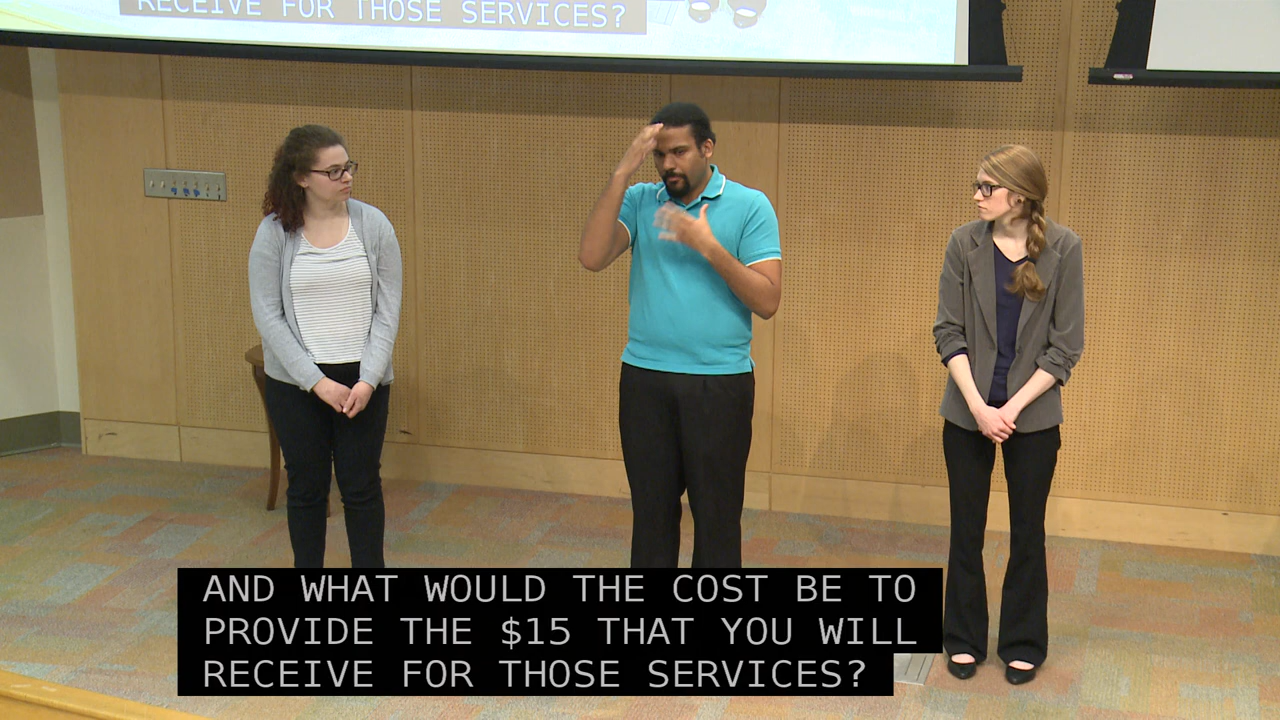 RECEIVE FOR THOSE SERVICES?
AND WHAT WOULD THE COST BE TO
PROVIDE THE $15 THAT YOU WILL
RECEIVE FOR THOSE SERVICES?